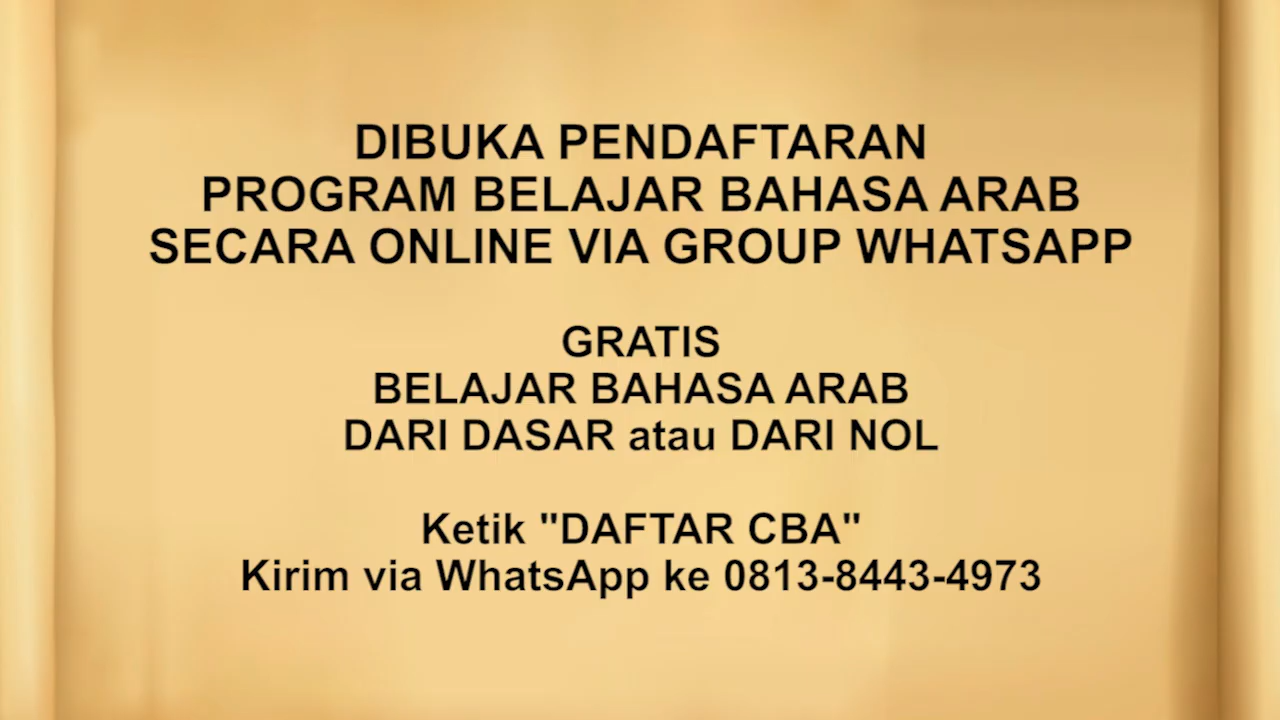 DIBUKA PENDAFTARAN
PROGRAM BELAJAR BAHASA ARAB
SECARA ONLINE VIA GROUP WHATSAPP
GRATIS
BELAJAR BAHASA ARAB
DARI DASAR atau DARI NOL
Ketik "DAFTAR CBA"
Kirim via WhatsApp ke 0813-8443-4973